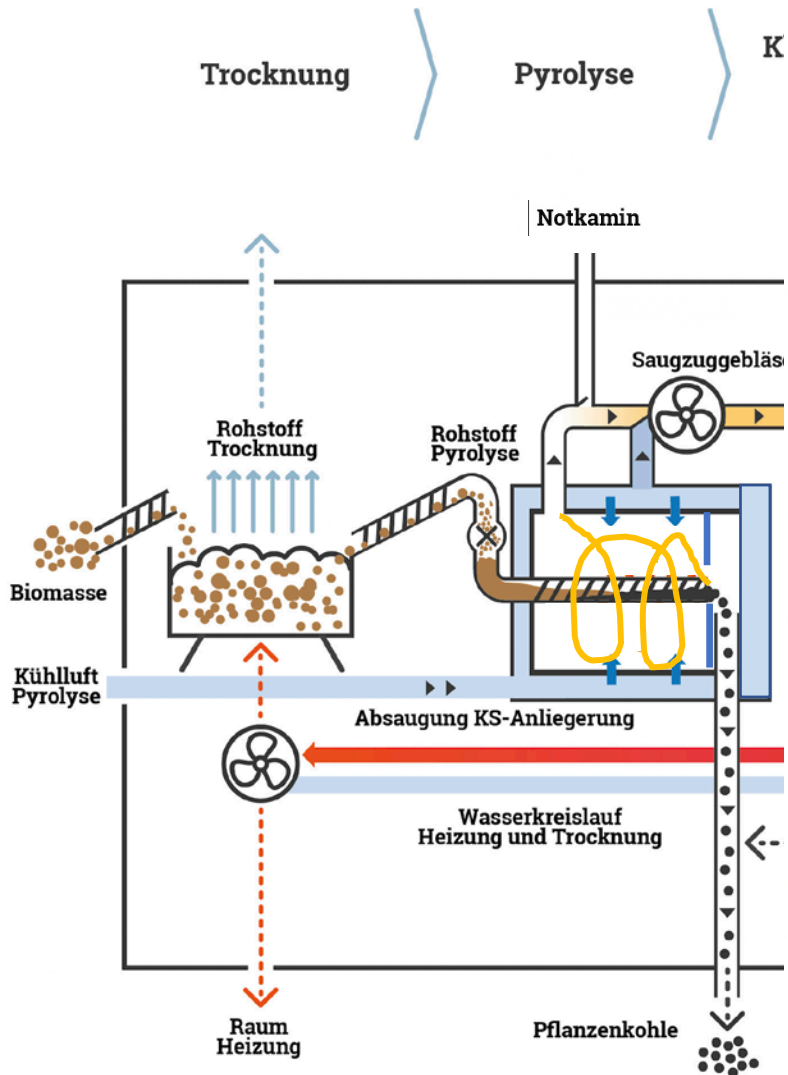 Trocknung
Pyrolyse
Notkamin
Saugzuggebläse
Rohstoff
Trocknung
Rohstoff
Pyrolyse
Biomasse
Kühlluft
Pyrolyse
Absaugung KS-Anliegerung
Wasserkreislauf
Heizung und Trocknung
Raum
Heizung
Pflanzenkohle